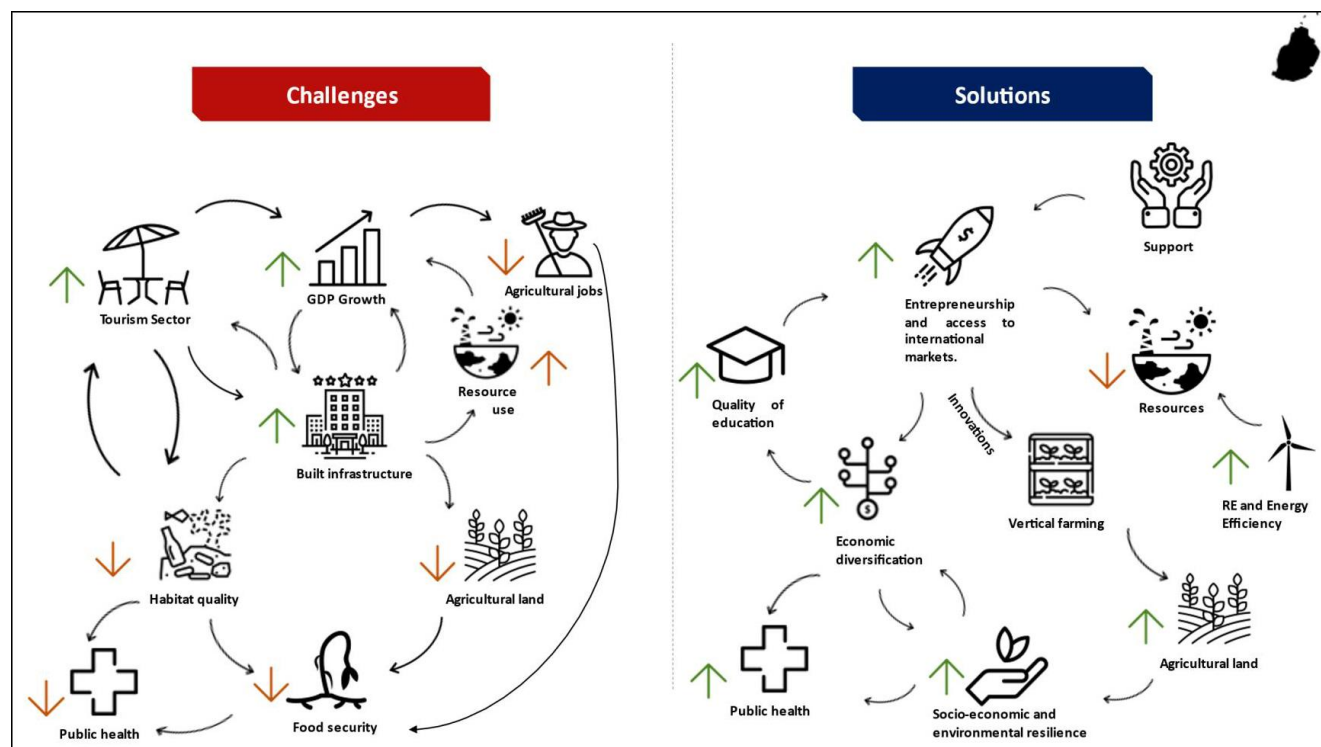 Challenges
Tourism Sector
GDP Growth
Agricultural jobs
Resource
use
Built infrastructure
Habitat quality
Agricultural land
Public health
Food security
Solutions
Support
Entrepreneurship
and access to
international
markets.
Quality of
education
Innovations
Resources
Economic
diversification
Vertical farming
RE and Energy
Efficiency
Public health
Socio-economic and
environmental resilience
Agricultural land
$
$